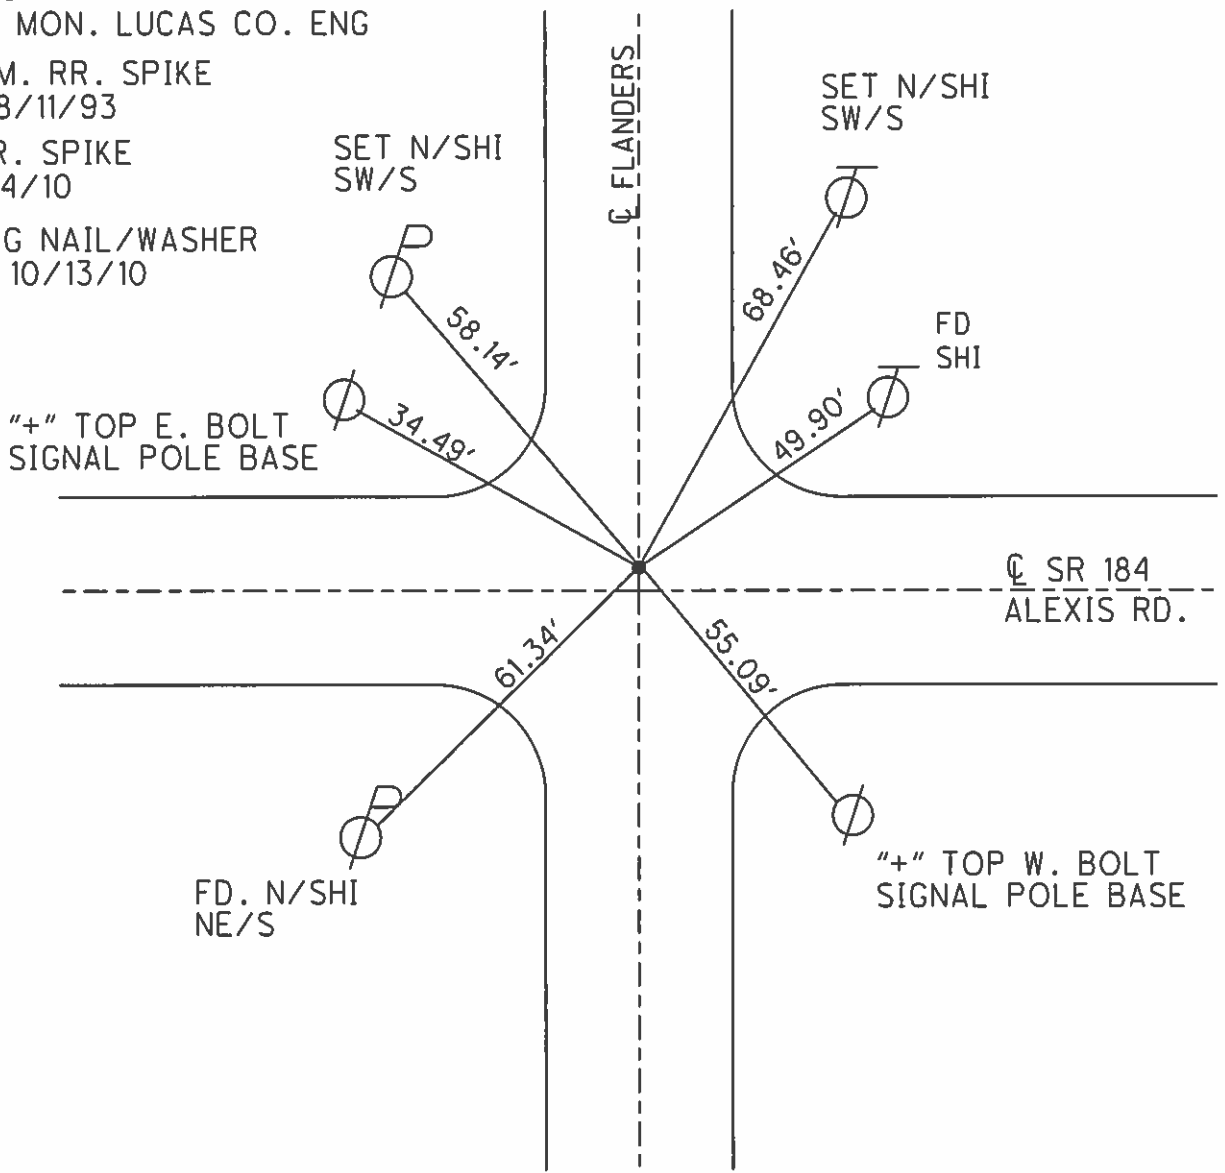 MON. LUCAS CO. ENG
M. RR. SPIKE
8/11/93
R. SPIKE
4/10
G NAIL/WASHER
10/13/10
SET N/SHI
SW/S
℄ FLANDERS
SET N/SHI
SW/S
58.14'
68.46'
FD
SHI
"+" TOP E. BOLT
SIGNAL POLE BASE
34.49'
49.90'
℄ SR 184
ALEXIS RD.
61.34'
55.09'
FD. N/SHI
NE/S
"+" TOP W. BOLT
SIGNAL POLE BASE